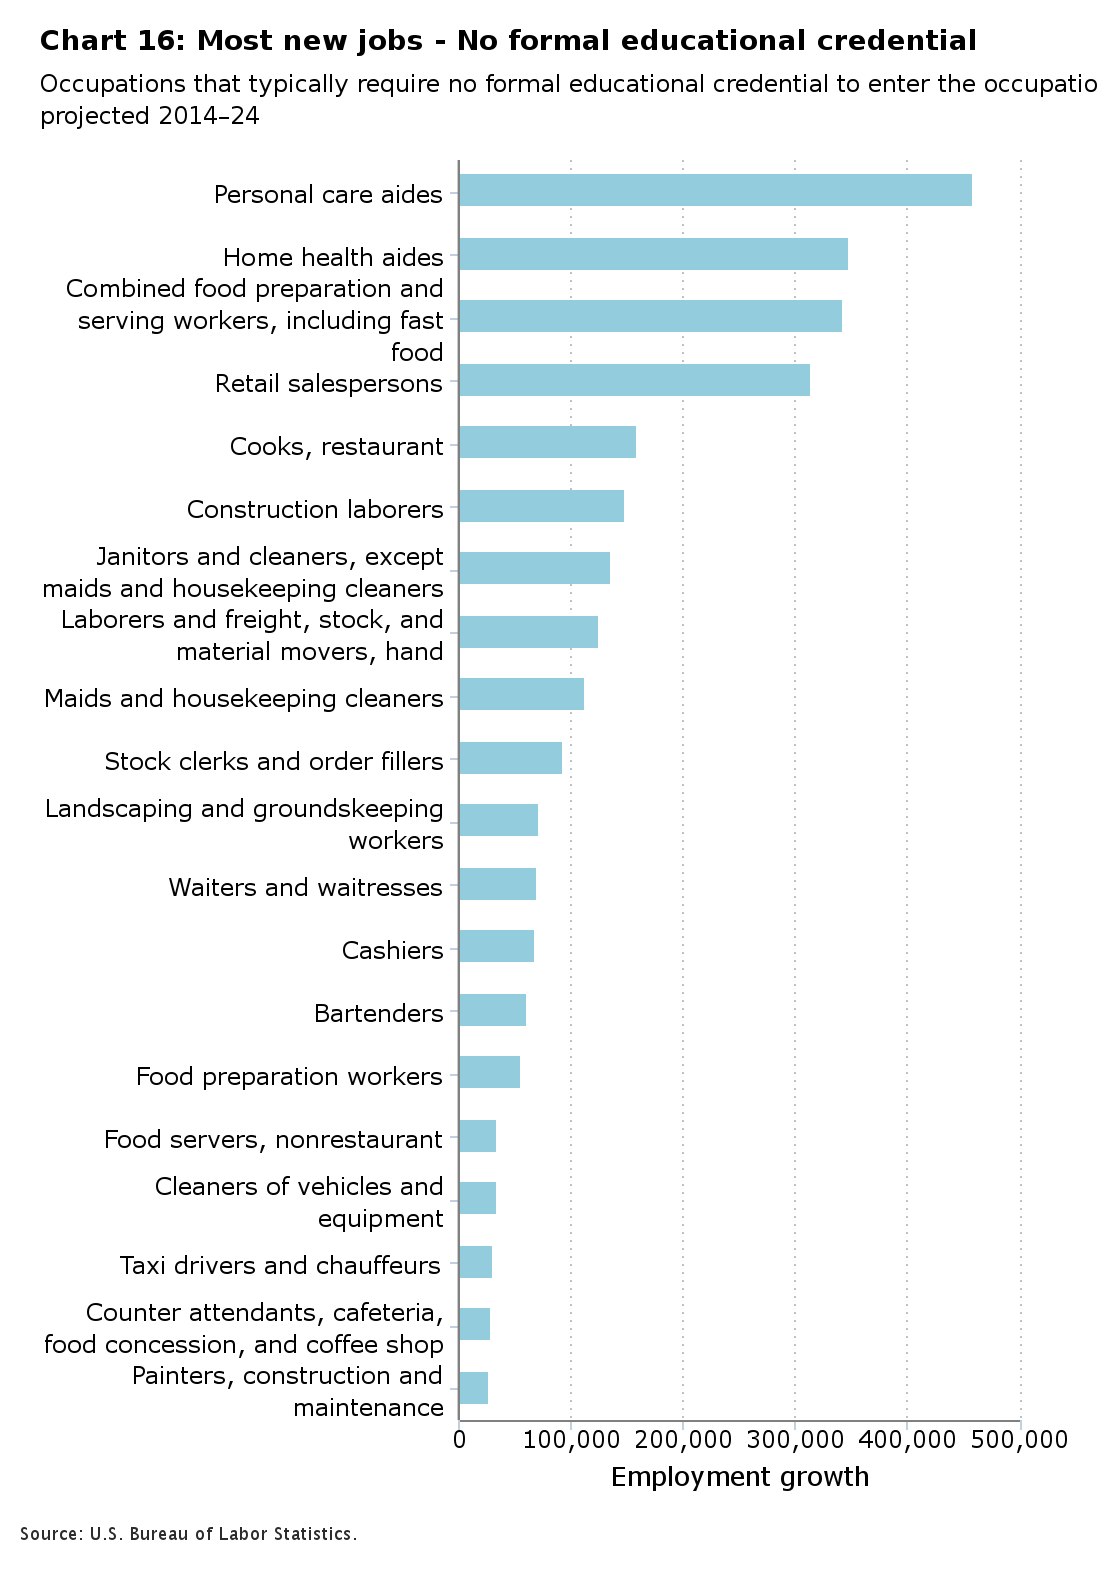 Chart 16: Most new jobs - No formal educational credential
Occupations that typically require no formal educational credential to enter the occupatio
projected 2014–24
Personal care aides
Home health aides
Combined food preparation and
serving workers, including fast
food
Retail salespersons
Cooks, restaurant
Construction laborers
Janitors and cleaners, except
maids and housekeeping cleaners
Laborers and freight, stock, and
material movers, hand
Maids and housekeeping cleaners
Stock clerks and order fillers
Landscaping and groundskeeping
workers
Waiters and waitresses
Cashiers
Bartenders
Food preparation workers
Food servers, nonrestaurant
Cleaners of vehicles and
equipment
Taxi drivers and chauffeurs
Counter attendants, cafeteria,
food concession, and coffee shop
Painters, construction and
maintenance
0 100,000 200,000 300,000 400,000 500,000
Employment growth
Source: U.S. Bureau of Labor Statistics.